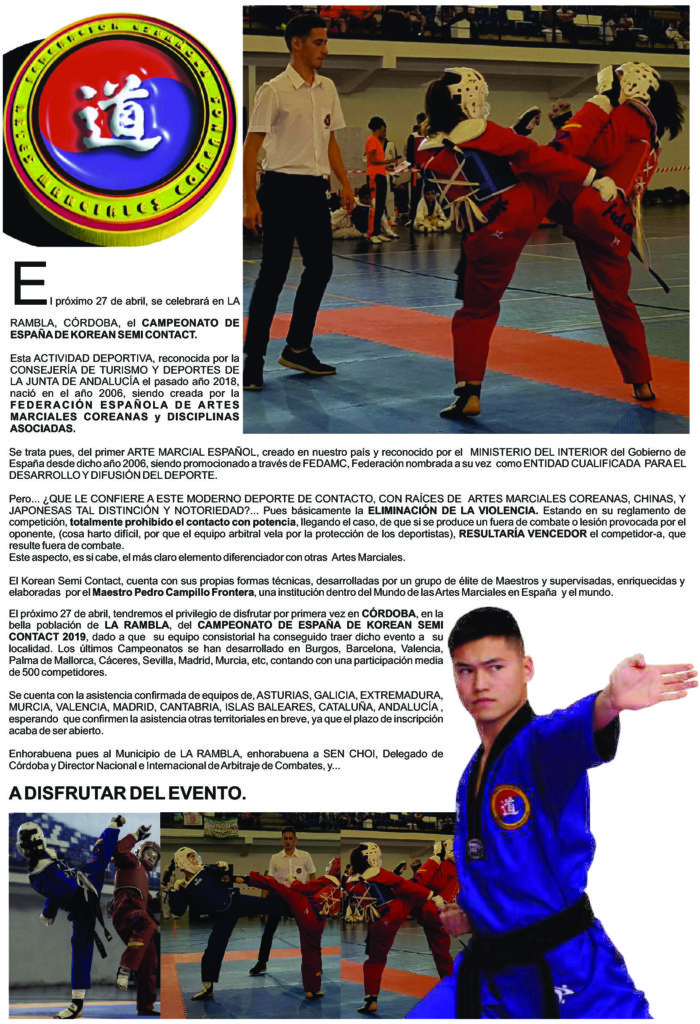 FEDERACIÓN ESPAÑOLA
ARTES MARCIALES COREANAS
道
El próximo 27 de abril, se celebrará en LA
RAMBLA, CÓRDOBA, el CAMPEONATO DE
ESPAÑA DE KOREAN SEMI CONTACT.
Esta ACTIVIDAD DEPORTIVA, reconocida por la
CONSEJERÍA DE TURISMO Y DEPORTES DE
LA JUNTA DE ANDALUCÍA el pasado año 2018,
nació en el año 2006, siendo creada por la
FEDERACIÓN ESPAÑOLA DE ARTES
MARCIALES COREANAS y DISCIPLINAS
ASOCIADAS.
Se trata pues, del primer ARTE MARCIAL ESPAÑOL, creado en nuestro país y reconocido por el MINISTERIO DEL INTERIOR del Gobierno de
España desde dicho año 2006, siendo promocionado a través de FEDAMC, Federación nombrada a su vez como ENTIDAD CUALIFICADA PARA EL
DESARROLLO Y DIFUSIÓN DEL DEPORTE.
Pero... ¿QUE LE CONFIERE A ESTE MODERNO DEPORTE DE CONTACTO, CON RAÍCES DE ARTES MARCIALES COREANAS, CHINAS, Y
JAPONESAS TAL DISTINCIÓN Y NOTORIEDAD?... Pues básicamente la ELIMINACIÓN DE LA VIOLENCIA. Estando en su reglamento de
competición, totalmente prohibido el contacto con potencia, llegando el caso, de que si se produce un fuera de combate o lesión provocada por el
oponente, (cosa harto difícil, por que el equipo arbitral vela por la protección de los deportistas), RESULTARÍA VENCEDOR el competidor-a, que
resulte fuera de combate.
Este aspecto, es si cabe, el más claro elemento diferenciador con otras Artes Marciales.
El Korean Semi Contact, cuenta con sus propias formas técnicas, desarrolladas por un grupo de élite de Maestros y supervisadas, enriquecidas y
elaboradas por el Maestro Pedro Campillo Frontera, una institución dentro del Mundo de las Artes Marciales en España y el mundo.
El próximo 27 de abril, tendremos el privilegio de disfrutar por primera vez en CÓRDOBA, en la
bella población de LA RAMBLA, del CAMPEONATO DE ESPAÑA DE KOREAN SEMI
CONTACT 2019, dado a que su equipo consistorial ha conseguido traer dicho evento a su
localidad. Los últimos Campeonatos se han desarrollado en Burgos, Barcelona, Valencia,
Palma de Mallorca, Cáceres, Sevilla, Madrid, Murcia, etc, contando con una participación media
de 500 competidores.
Se cuenta con la asistencia confirmada de equipos de, ASTURIAS, GALICIA, EXTREMADURA,
MURCIA, VALENCIA, MADRID, CANTABRIA, ISLAS BALEARES, CATALUÑA, ANDALUCÍA ,
esperando que confirmen la asistencia otras territoriales en breve, ya que el plazo de inscripción
acaba de ser abierto.
Enhorabuena pues al Municipio de LA RAMBLA, enhorabuena a SEN CHOI, Delegado de
Córdoba y Director Nacional e Internacional de Arbitraje de Combates, y...
A DISFRUTAR DEL EVENTO.
道